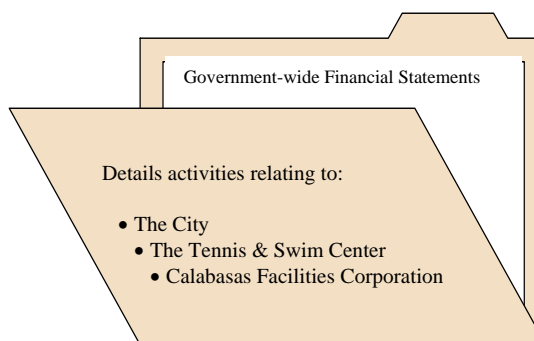 Government-wide Financial Statements
Details activities relating to:
• The City
• The Tennis & Swim Center
• Calabasas Facilities Corporation